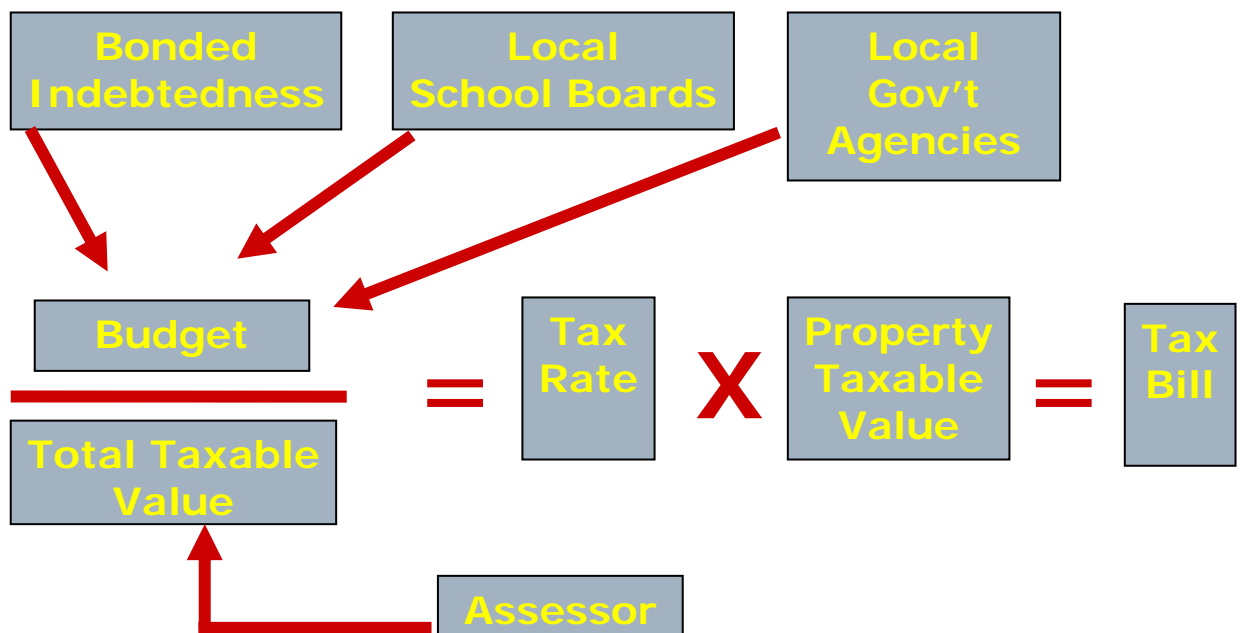 Bonded
Indebtedness
Local
School Boards
Local
Gov't
Agencies
Budget
Total Taxable
Value
=
Tax
Rate
X
Property
Taxable
Value
=
Tax
Bill
Assessor